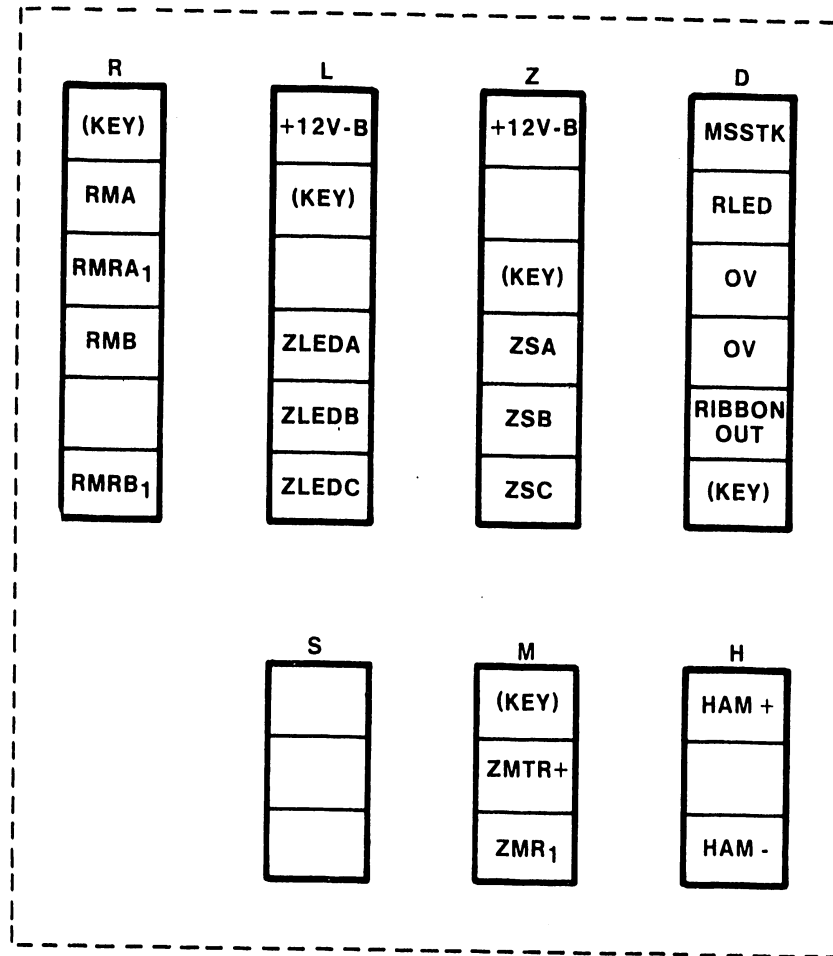 R
(KEY)
RMA
RMRA1
RMB
RMRB1
L
+12V-B
(KEY)
ZLEDA
ZLEDB
ZLEDC
Z
+12V-B
(KEY)
ZSA
ZSB
ZSC
D
MSSTK
RLED
OV
OV
RIBBON
OUT
(KEY)
S
M
(KEY)
ZMTR+
ZMR1
H
HAM +
HAM -